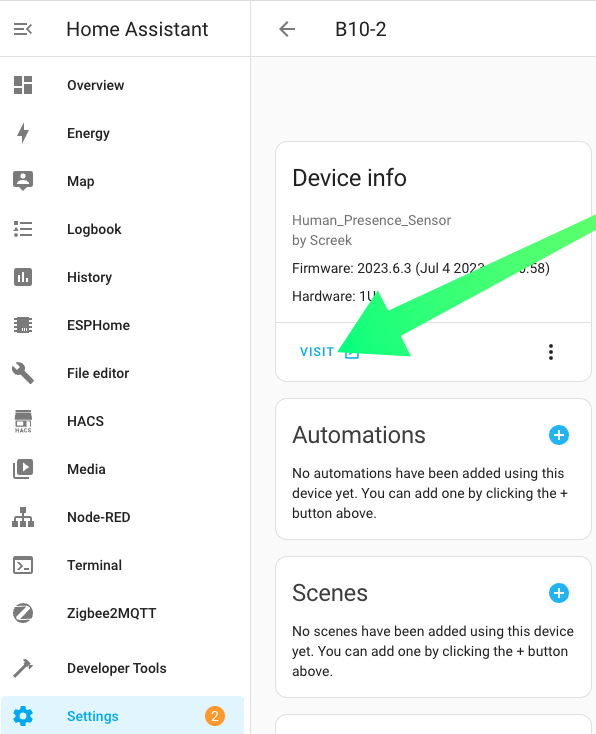 Home Assistant
B10-2
Overview
Energy
Map
Logbook
History
ESPHome
File editor
HACS
HACS
Media
Node-RED
Terminal
Zigbee2MQTT
Developer Tools
Settings
2
Device info
Human_Presence_Sensor
by Screek
Firmware: 2023.6.3 (Jul 4 2023
Hardware:
VISIT
Automations
No automations have been added using this
device yet. You can add one by clicking the +
button above.
Scenes
No scenes have been added using this device
yet. You can add one by clicking the + button
above.